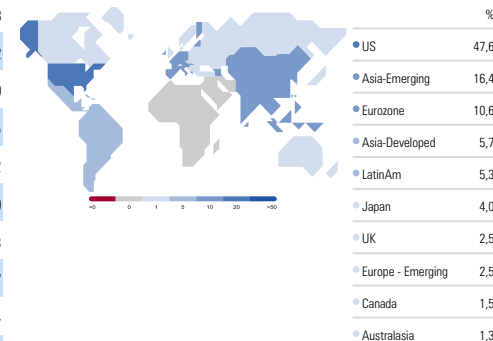 %
US 47,6
Asia-Emerging 16,4
Eurozone 10,6
Asia-Developed 5,7
LatinAm 5,3
Japan 4,0
UK 2,5
Europe - Emerging 2,5
Canada 1,5
Australasia 1,3
<0 0 1 5 10 20 >50